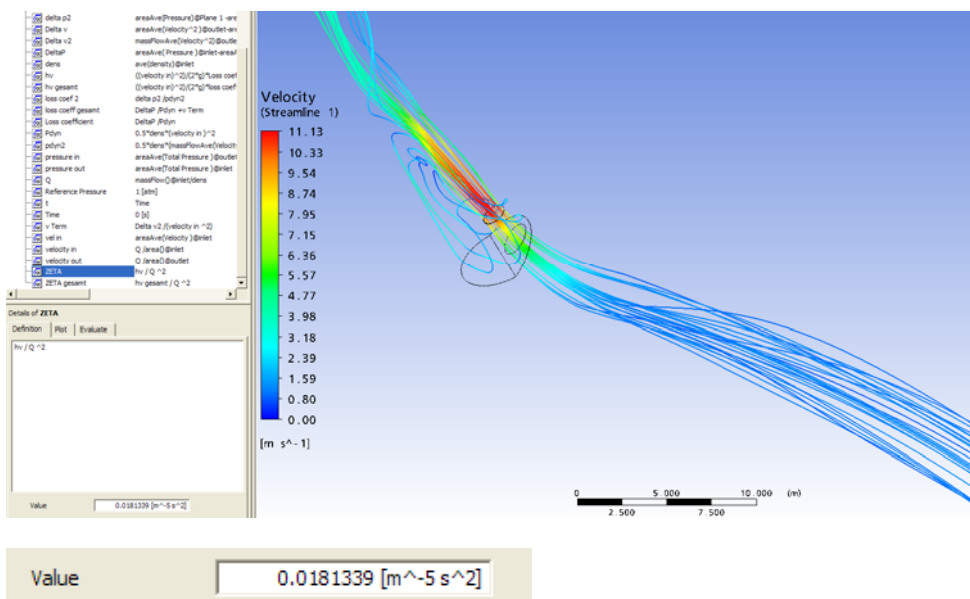 delta p2 areaAve(Pressure)@Plane 1 -are
Delta v areaAve(Velocity^2 )@outlet-are
Delta v2 massFlowAve(Velocity^2)@outle
DeltaP areaAve( Pressure )@inlet-areaA
dens ave(density)@inlet
hv ((velocity in)^2)/(2*g)*Loss coef
hv gesamt ((velocity in)^2)/(2*g)*loss coef
loss coef 2 delta p2 /pdyn2
loss coeff gesamt DeltaP /Pdyn +v Term
Loss coefficient DeltaP /Pdyn
Pdyn 0.5*dens*(velocity in )^2
pdyn2 0.5*dens*(massFlowAve(Velocity
pressure in areaAve(Total Pressure )@outlet
pressure out areaAve(Total Pressure )@inlet
Q massFlow()@inlet/dens
Reference Pressure 1 [atm]
t Time
Time 0 [s]
v Term Delta v2 /(velocity in ^2)
vel in areaAve(Velocity )@inlet
velocity in Q /area()@inlet
velocity out Q /area()@outlet
ZETA hv / Q ^2
ZETA gesamt hv gesamt / Q ^2
Details of ZETA
Definition Plot Evaluate
hv / Q ^2
Value 0.0181339 [m^-5 s^2]
Velocity
(Streamline 1)
11.13
10.33
9.54
8.74
7.95
7.15
6.36
5.57
4.77
3.98
3.18
2.39
1.59
0.80
0.00
[m s^-1]
0 5.000 10.000 (m)
2.500 7.500
Value 0.0181339 [m^-5 s^2]